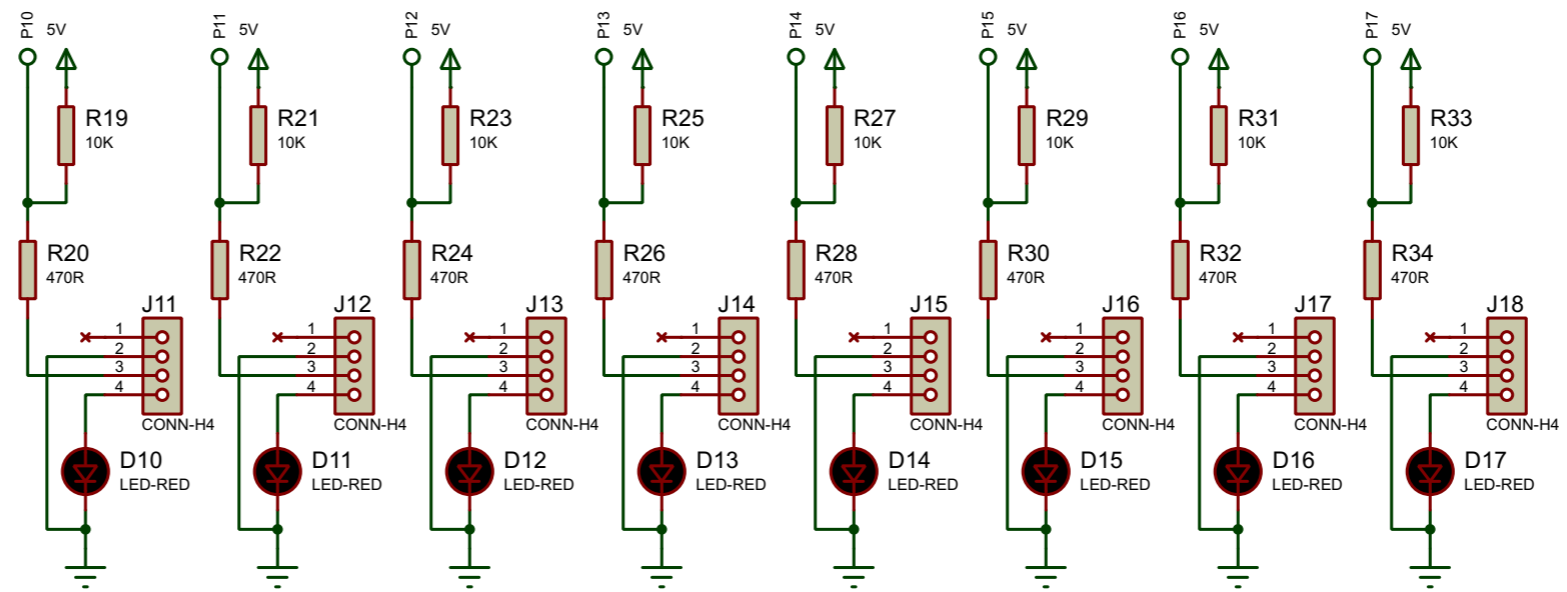 P10 5V P11 5V P12 5V P13 5V P14 5V P15 5V P16 5V P17 5V
R19 R21 R23 R25 R27 R29 R31 R33
10K 10K 10K 10K 10K 10K 10K 10K
R20 R22 R24 R26 R28 R30 R32 R34
470R 470R 470R 470R 470R 470R 470R 470R
J11 J12 J13 J14 J15 J16 J17 J18
1 1 1 1 1 1 1 1
2 2 2 2 2 2 2 2
3 3 3 3 3 3 3 3
4 4 4 4 4 4 4 4
CONN-H4 CONN-H4 CONN-H4 CONN-H4 CONN-H4 CONN-H4 CONN-H4 CONN-H4
D10 D11 D12 D13 D14 D15 D16 D17
LED-RED LED-RED LED-RED LED-RED LED-RED LED-RED LED-RED LED-RED